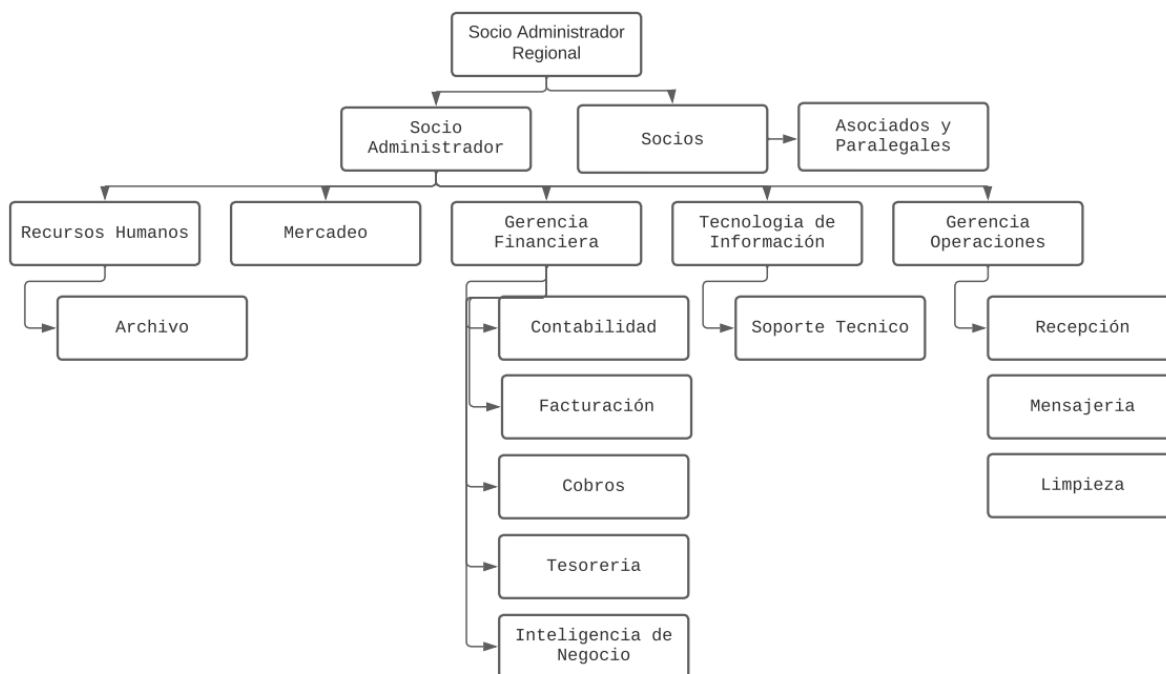 Socio Administrador
Regional
Socio
Administrador
Socios
Asociados y
Paralegales
Recursos Humanos
Mercadeo
Gerencia
Financiera
Tecnologia de
Información
Gerencia
Operaciones
Archivo
Contabilidad
Soporte Tecnico
Recepción
Facturación
Mensajeria
Cobros
Limpieza
Tesoreria
Inteligencia de
Negocio